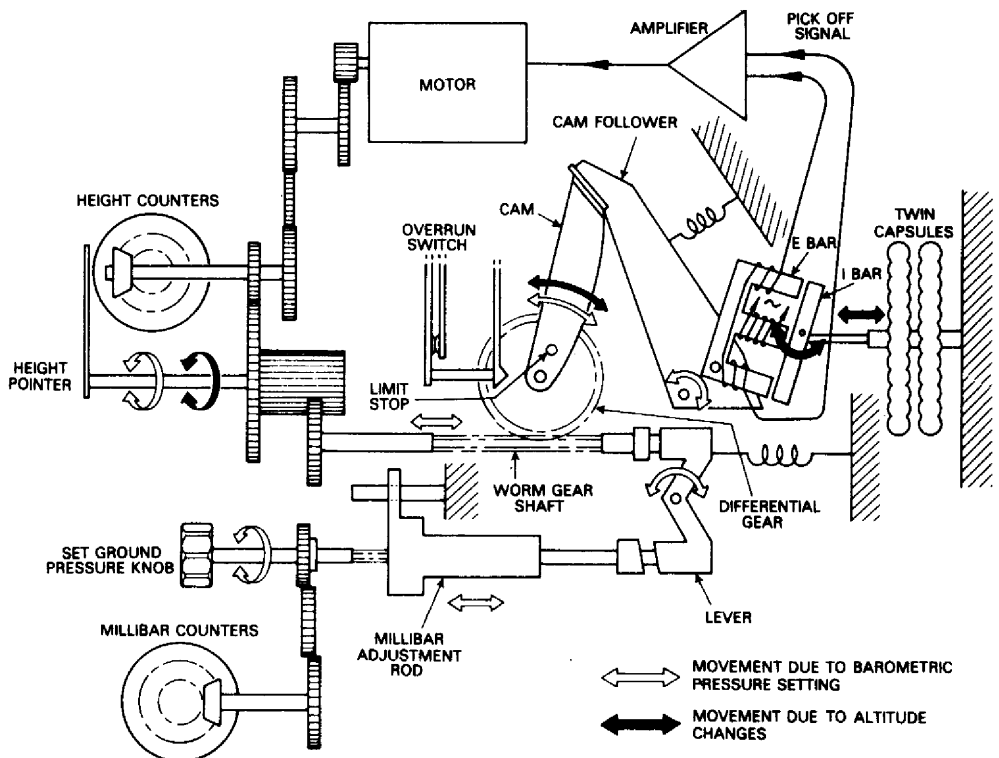 AMPLIFIER
PICK OFF
SIGNAL
MOTOR
CAM FOLLOWER
HEIGHT COUNTERS
CAM
OVERRUN
SWITCH
TWIN
CAPSULES
E BAR
I BAR
HEIGHT
POINTER
LIMIT
STOP
WORM GEAR
SHAFT
DIFFERENTIAL
GEAR
SET GROUND
PRESSURE KNOB
LEVER
MILLIBAR COUNTERS
MILLIBAR
ADJUSTMENT
ROD
MOVEMENT DUE TO BAROMETRIC
PRESSURE SETTING
MOVEMENT DUE TO ALTITUDE
CHANGES